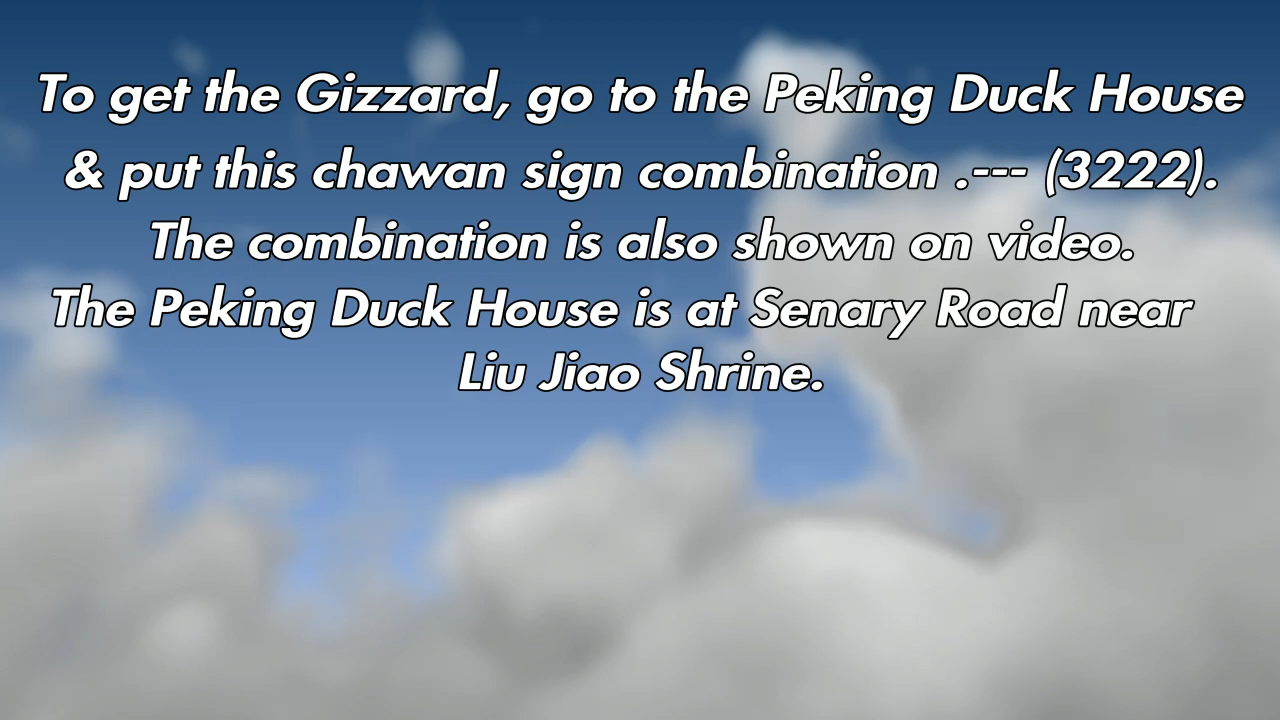 To get the Gizzard, go to the Peking Duck House
& put this chawan sign combination .--- (3222).
The combination is also shown on video.
The Peking Duck House is at Senary Road near
Liu Jiao Shrine.